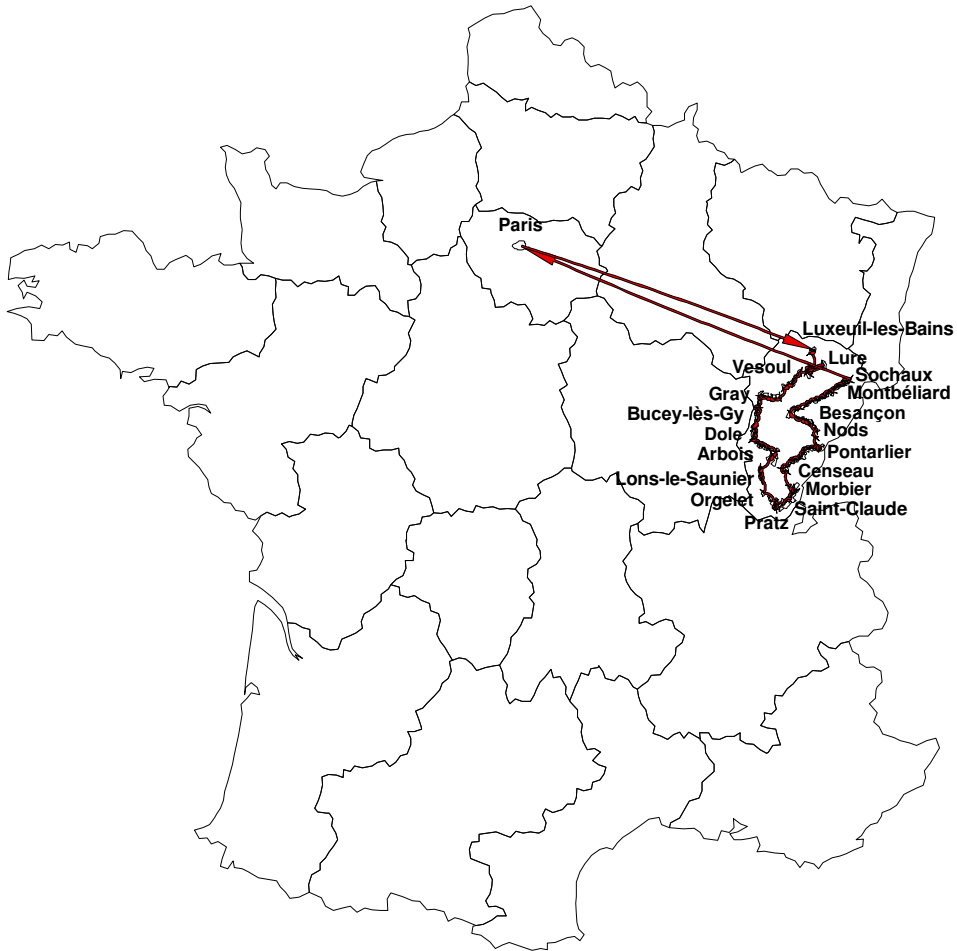 Paris
Luxeuil-les-Bains
Lure
Vesoul
Sochaux
Montbéliard
Gray
Bucey-lès-Gy
Besançon
Nods
Dole
Arbois
Pontarlier
Censeau
Lons-le-Saunier
Morbier
Orgelet
Saint-Claude
Pratz